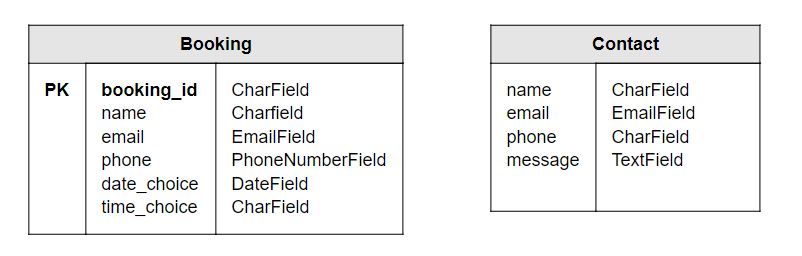 Booking
PK booking_id CharField
name Charfield
email EmailField
phone PhoneNumberField
date_choice DateField
time_choice CharField
Contact
name CharField
email EmailField
phone CharField
message TextField